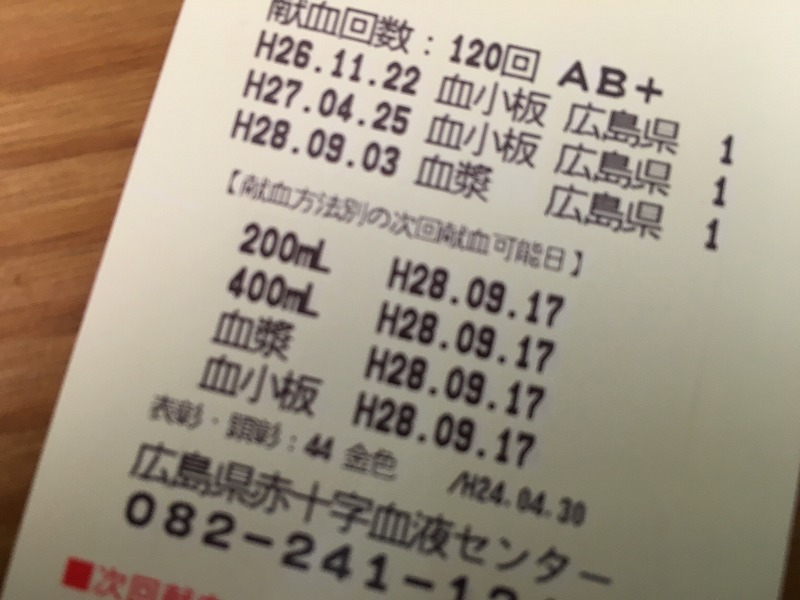 献血回数：120回 AB+
H26.11.22 血小板 広島県 1
H27.04.25 血小板 広島県 1
H28.09.03 血漿 広島県 1
【献血方法別の次回献血可能日】
200mL H28.09.17
400mL H28.09.17
血漿 H28.09.17
血小板 H28.09.17
表彰・顕彰：44 金色 /H24.04.30
広島県赤十字血液センター
082-241-12
■次回献